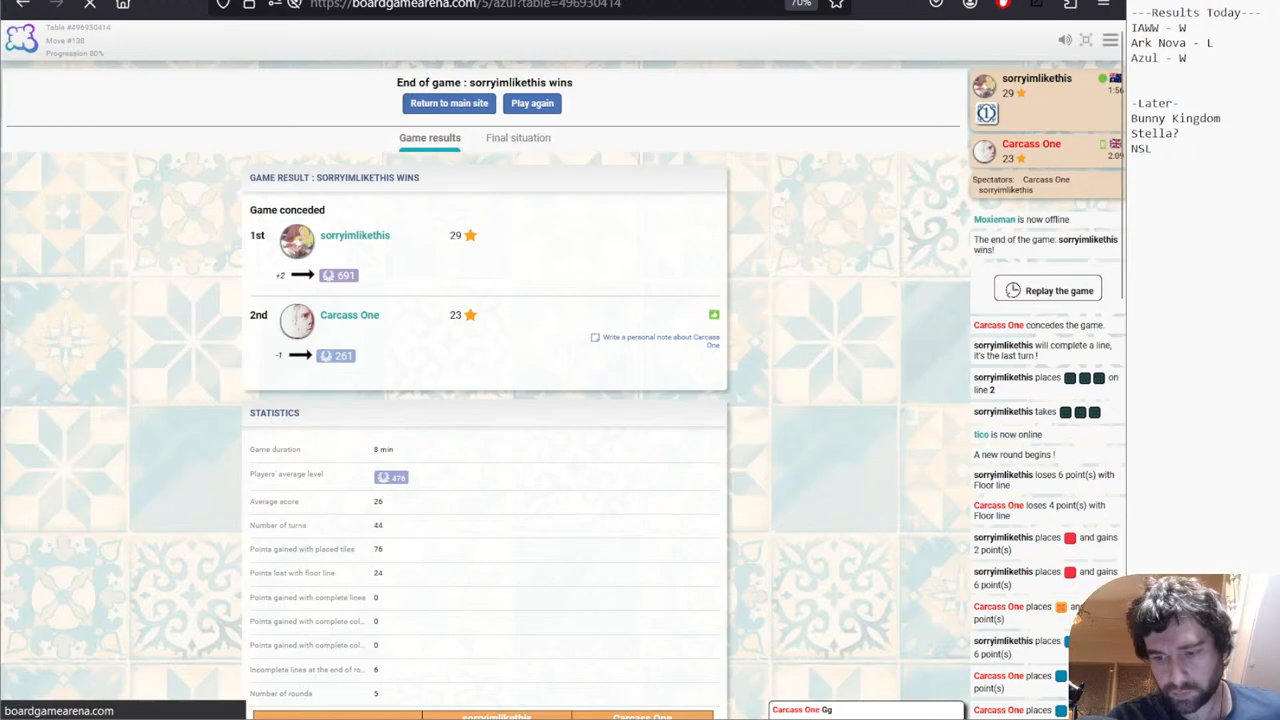 https://boardgamearena.com/5/azul?table=496930414
70%
Table #496930414
Move #138
Progression 80%
End of game : sorryimlikethis wins
Return to main site
Play again
Game results
Final situation
GAME RESULT : SORRYIMLIKETHIS WINS
Game conceded
1st
sorryimlikethis
29
+2
691
2nd
Carcass One
23
Write a personal note about Carcass
One
-1
261
STATISTICS
Game duration
8 min
Players' average level
476
Average score
26
Number of turns
44
Points gained with placed tiles
76
Points lost with floor line
24
Points gained with complete lines
0
Points gained with complete col...
0
Points gained with complete col...
0
Incomplete lines at the end of ro...
6
Number of rounds
5
sorryimlikethis
Carcass One
boardgamearena.com
sorryimlikethis
29
1:56
1
Carcass One
23
2:09
Spectators: Carcass One
sorryimlikethis
Moxieman is now offline
The end of the game: sorryimlikethis
wins!
Replay the game
Carcass One concedes the game.
sorryimlikethis will complete a line,
it's the last turn !
sorryimlikethis places on
line 2
sorryimlikethis takes
tico is now online
A new round begins !
sorryimlikethis loses 6 point(s) with
Floor line
Carcass One loses 4 point(s) with
Floor line
sorryimlikethis places and gains
2 point(s)
sorryimlikethis places and gains
6 point(s)
Carcass One places
point(s)
sorryimlikethis places
6 point(s)
Carcass One places
point(s)
Carcass One places
Carcass One Gg
---Results Today---
IAWW - W
Ark Nova - L
Azul - W
-Later-
Bunny Kingdom
Stella?
NSL